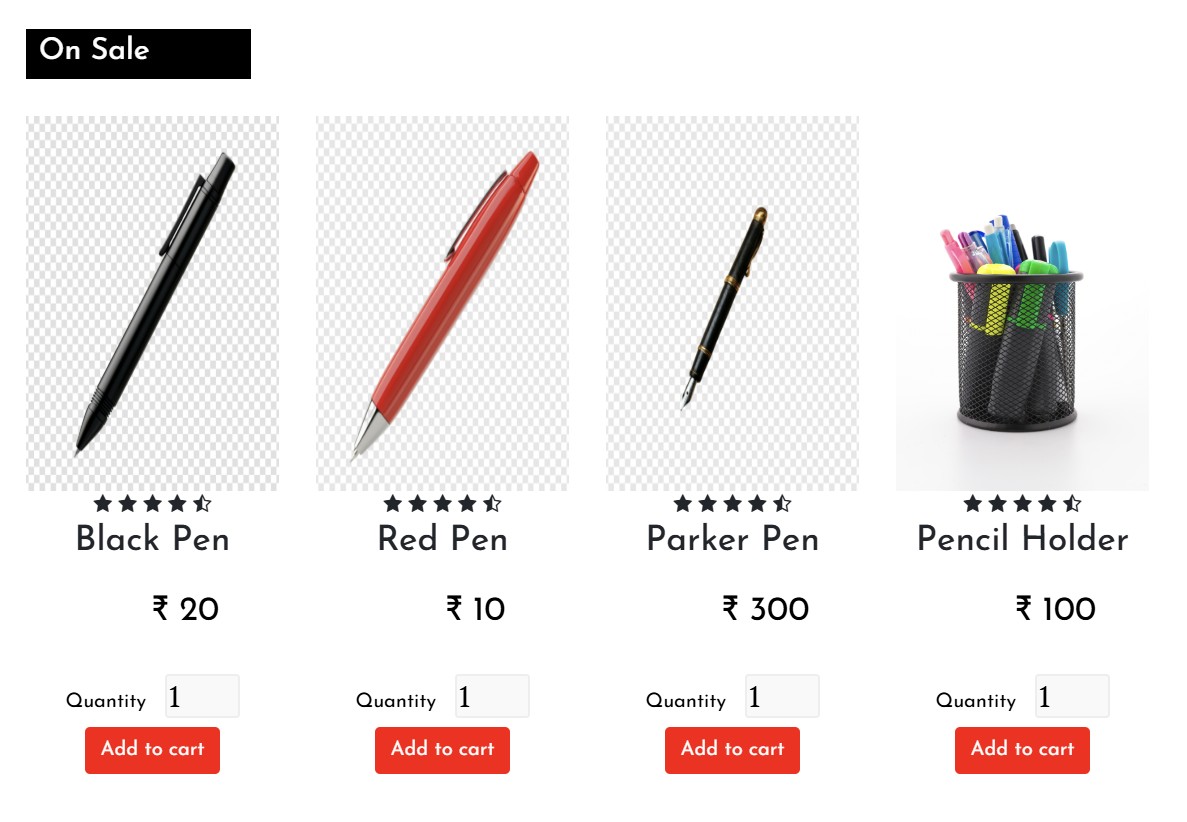 On Sale
Black Pen
₹ 20
Quantity 1
Add to cart
Red Pen
₹ 10
Quantity 1
Add to cart
Parker Pen
₹ 300
Quantity 1
Add to cart
Pencil Holder
₹ 100
Quantity 1
Add to cart